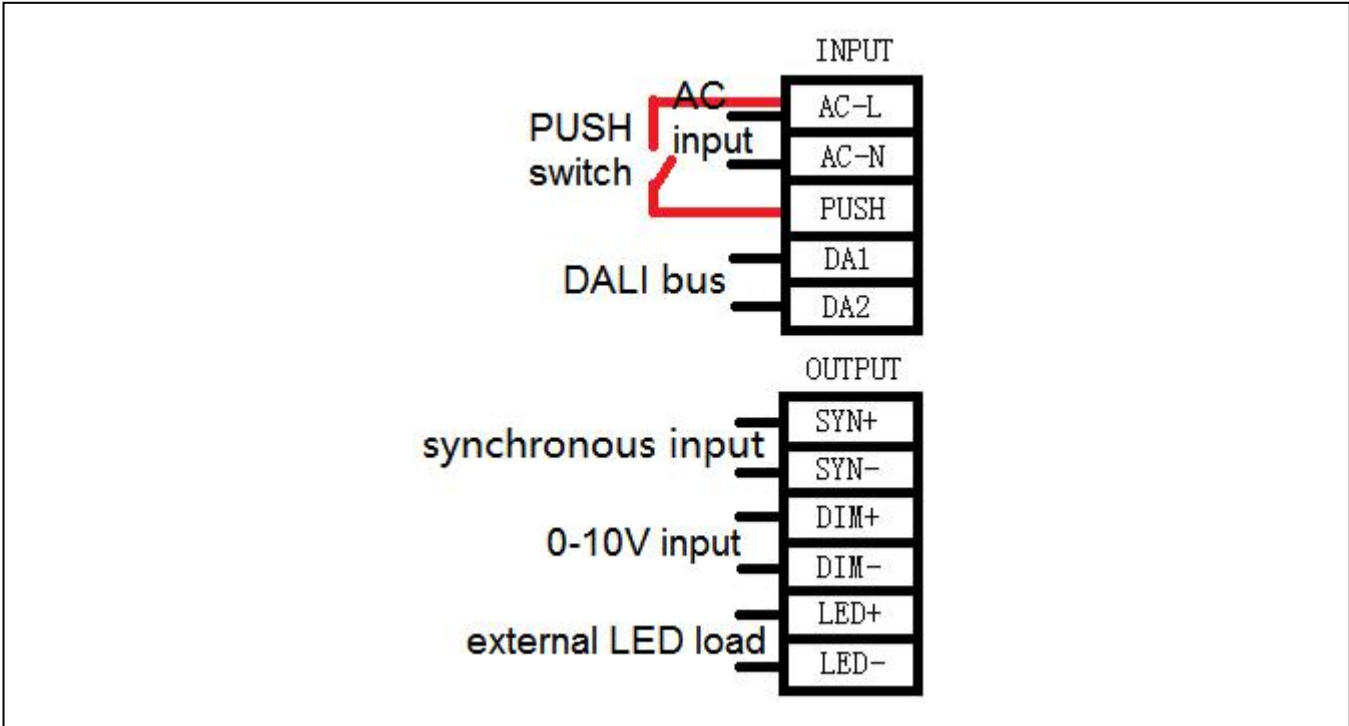 INPUT
AC-L
AC-N
PUSH
DA1
DA2
AC
input
PUSH
switch
DALI bus
OUTPUT
SYN+
SYN-
DIM+
DIM-
LED+
LED-
synchronous input
0-10V input
external LED load